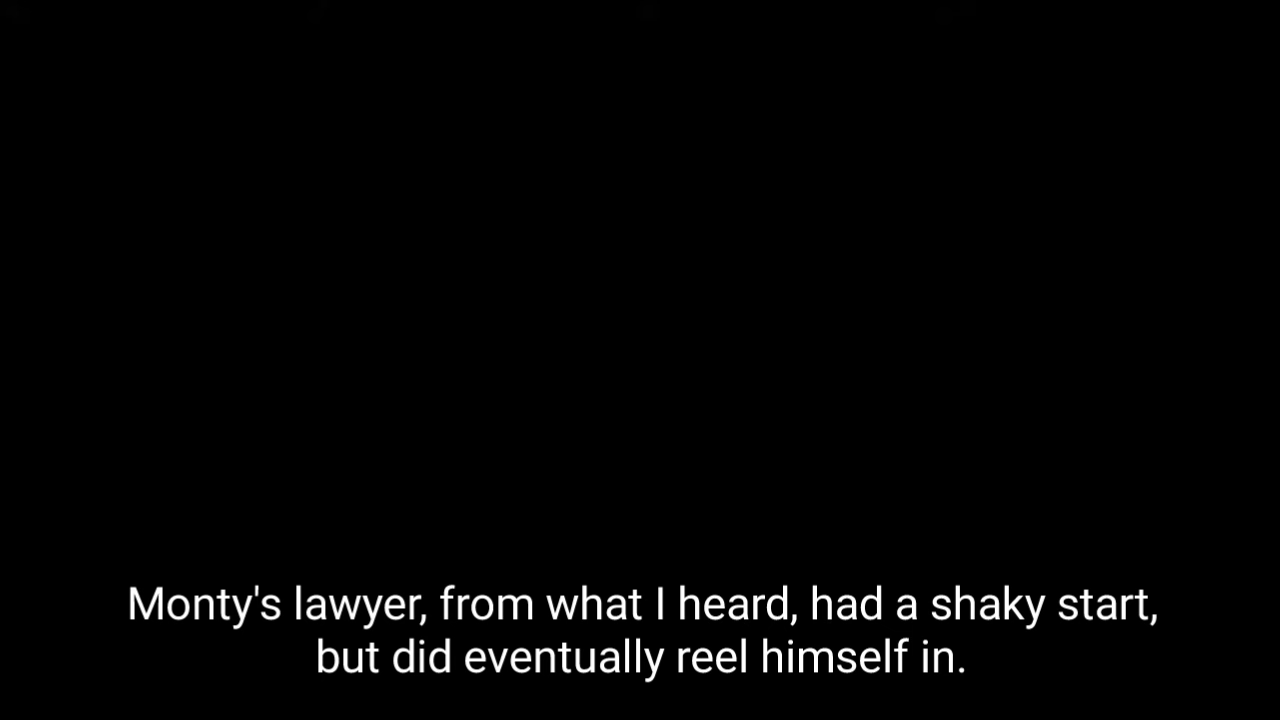 Monty's lawyer, from what I heard, had a shaky start,
but did eventually reel himself in.